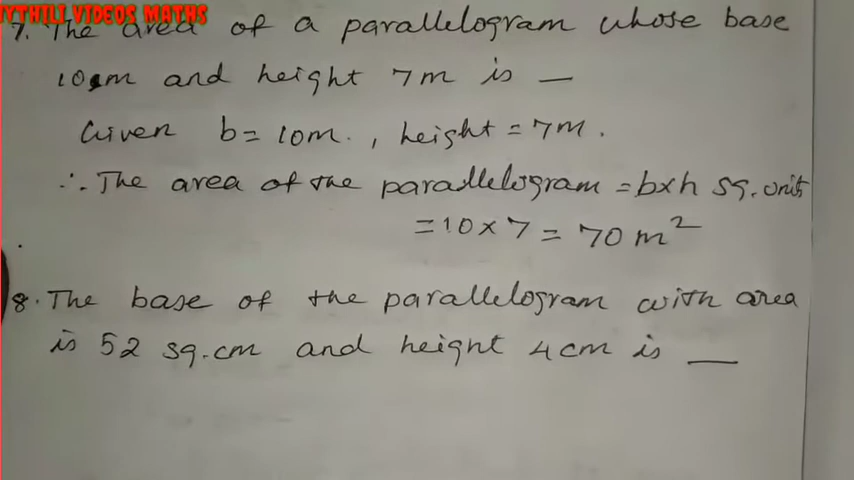 MYTHILI VIDEOS MATHS
7. The area of a parallelogram whose base
10m and height 7m is —
Given b = 10m. , height = 7m.
∴ The area of the parallelogram = b×h sq. units
= 10 × 7 = 70 m²
8. The base of the parallelogram with area
is 52 sq.cm and height 4cm is __